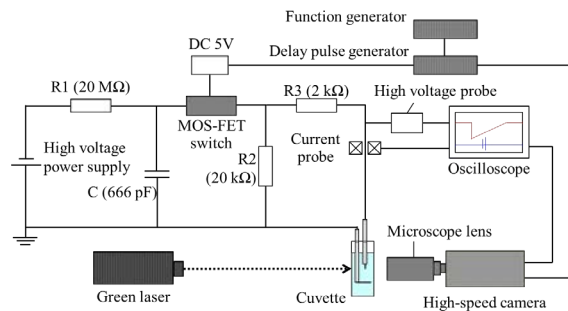 Function generator
DC 5V
Delay pulse generator
R1 (20 MΩ)
R3 (2 kΩ)
High voltage probe
MOS-FET
switch
Current
probe
High voltage
power supply
R2
(20 kΩ)
Oscilloscope
C (666 pF)
Microscope lens
Green laser
Cuvette
High-speed camera